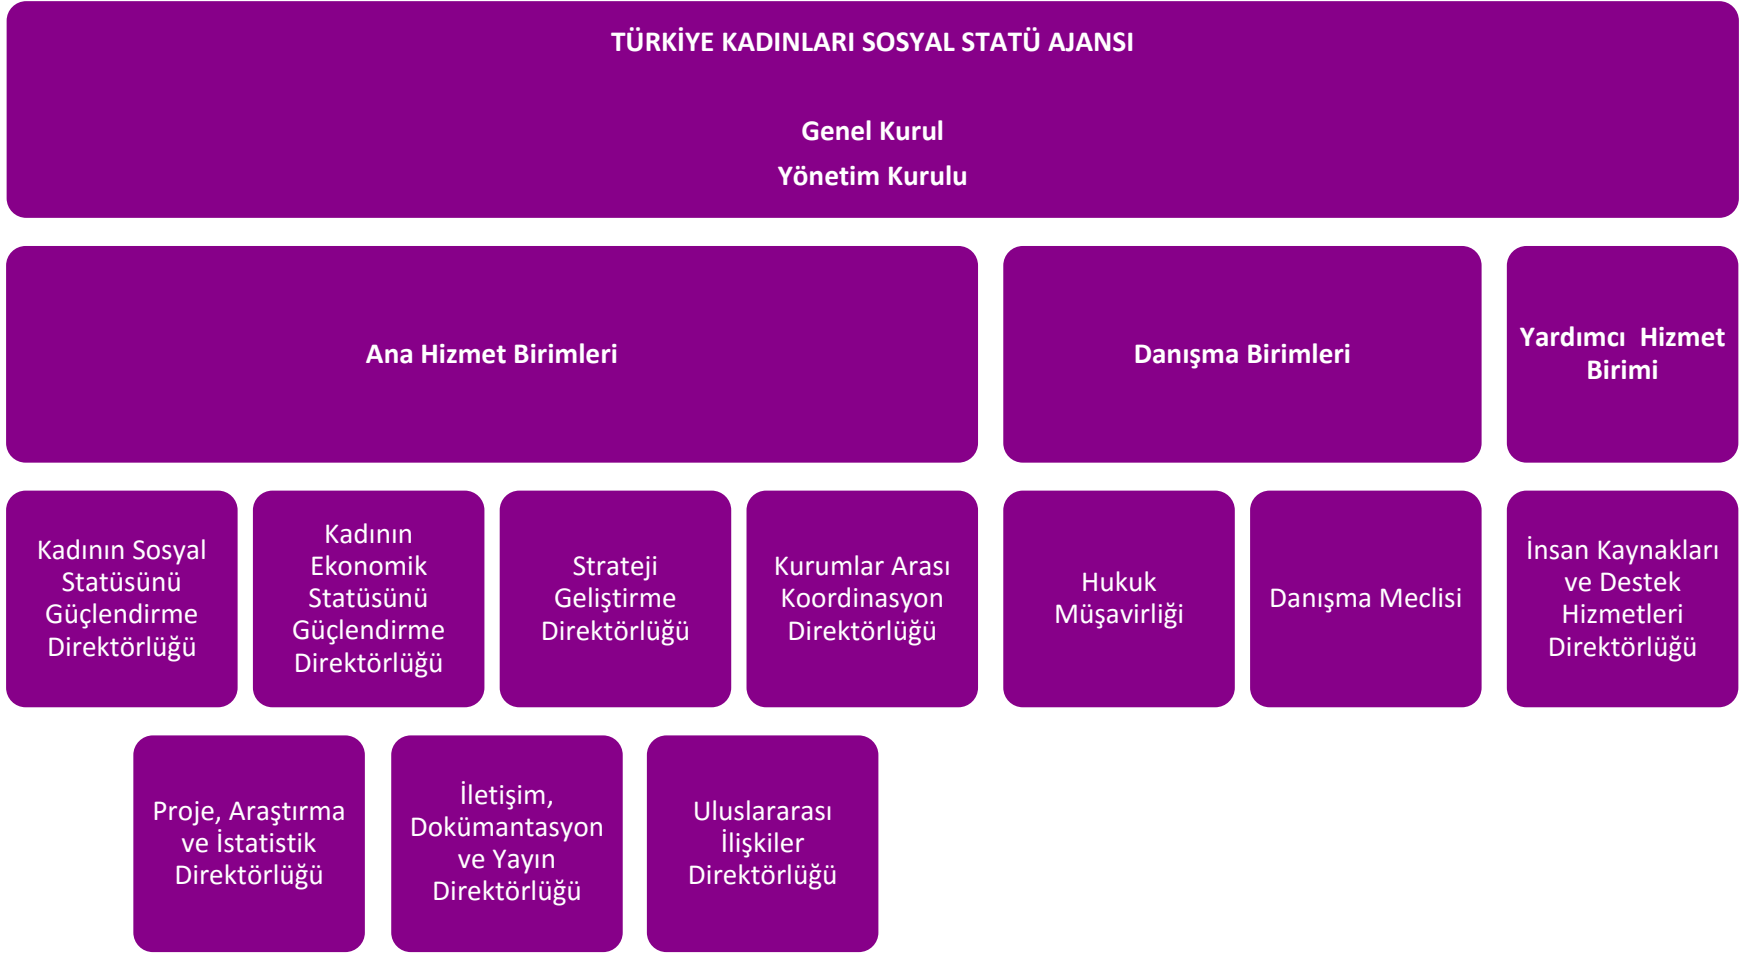 TÜRKİYE KADINLARI SOSYAL STATÜ AJANSI
Genel Kurul
Yönetim Kurulu
Ana Hizmet Birimleri
Danışma Birimleri
Yardımcı  Hizmet
Birimi
Kadının Sosyal
Statüsünü
Güçlendirme
Direktörlüğü
Kadının
Ekonomik
Statüsünü
Güçlendirme
Direktörlüğü
Strateji
Geliştirme
Direktörlüğü
Kurumlar Arası
Koordinasyon
Direktörlüğü
Hukuk
Müşavirliği
Danışma Meclisi
İnsan Kaynakları
ve Destek
Hizmetleri
Direktörlüğü
Proje, Araştırma
ve İstatistik
Direktörlüğü
İletişim,
Dokümantasyon
ve Yayın
Direktörlüğü
Uluslararası
İlişkiler
Direktörlüğü